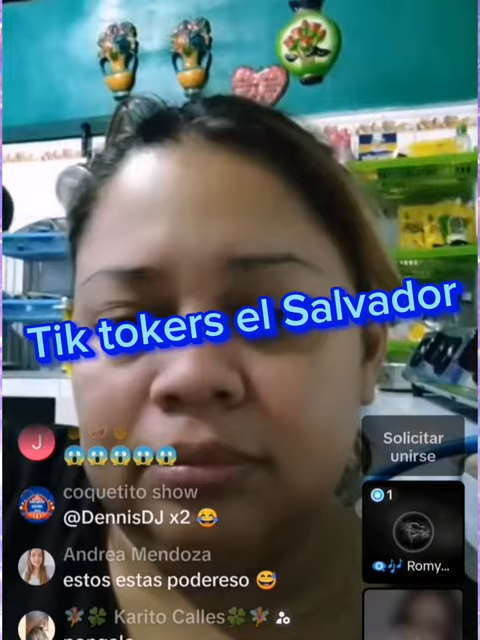 Tik tokers el Salvador
J
😱😱😱😱😱
Solicitar
unirse
coquetito show
@DennisDJ x2 😂
1
Andrea Mendoza
estos estas podereso 😅
🎶 Romy...
🧚🍀 Karito Calles🍀🧚